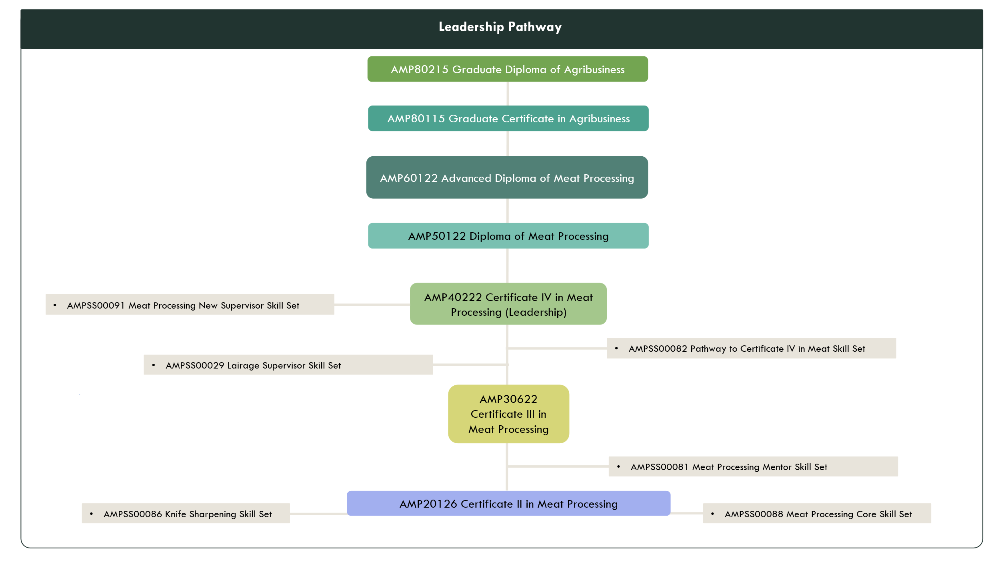 Leadership Pathway
AMP80215 Graduate Diploma of Agribusiness
AMP80115 Graduate Certificate in Agribusiness
AMP60122 Advanced Diploma of Meat Processing
AMP50122 Diploma of Meat Processing
AMP40222 Certificate IV in Meat
Processing (Leadership)
• AMPSS00091 Meat Processing New Supervisor Skill Set
• AMPSS00082 Pathway to Certificate IV in Meat Skill Set
• AMPSS00029 Lairage Supervisor Skill Set
AMP30622
Certificate III in
Meat Processing
• AMPSS00081 Meat Processing Mentor Skill Set
AMP20126 Certificate II in Meat Processing
• AMPSS00086 Knife Sharpening Skill Set
• AMPSS00088 Meat Processing Core Skill Set